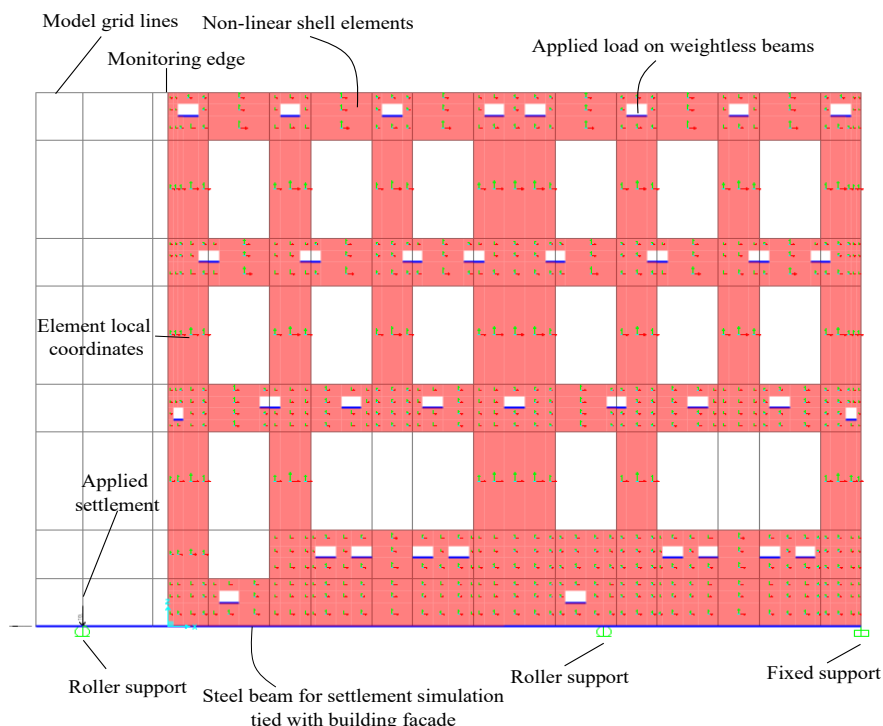 Model grid lines
Non-linear shell elements
Monitoring edge
Applied load on weightless beams
Element local
coordinates
Applied
settlement
Roller support
Steel beam for settlement simulation
tied with building facade
Roller support
Fixed support